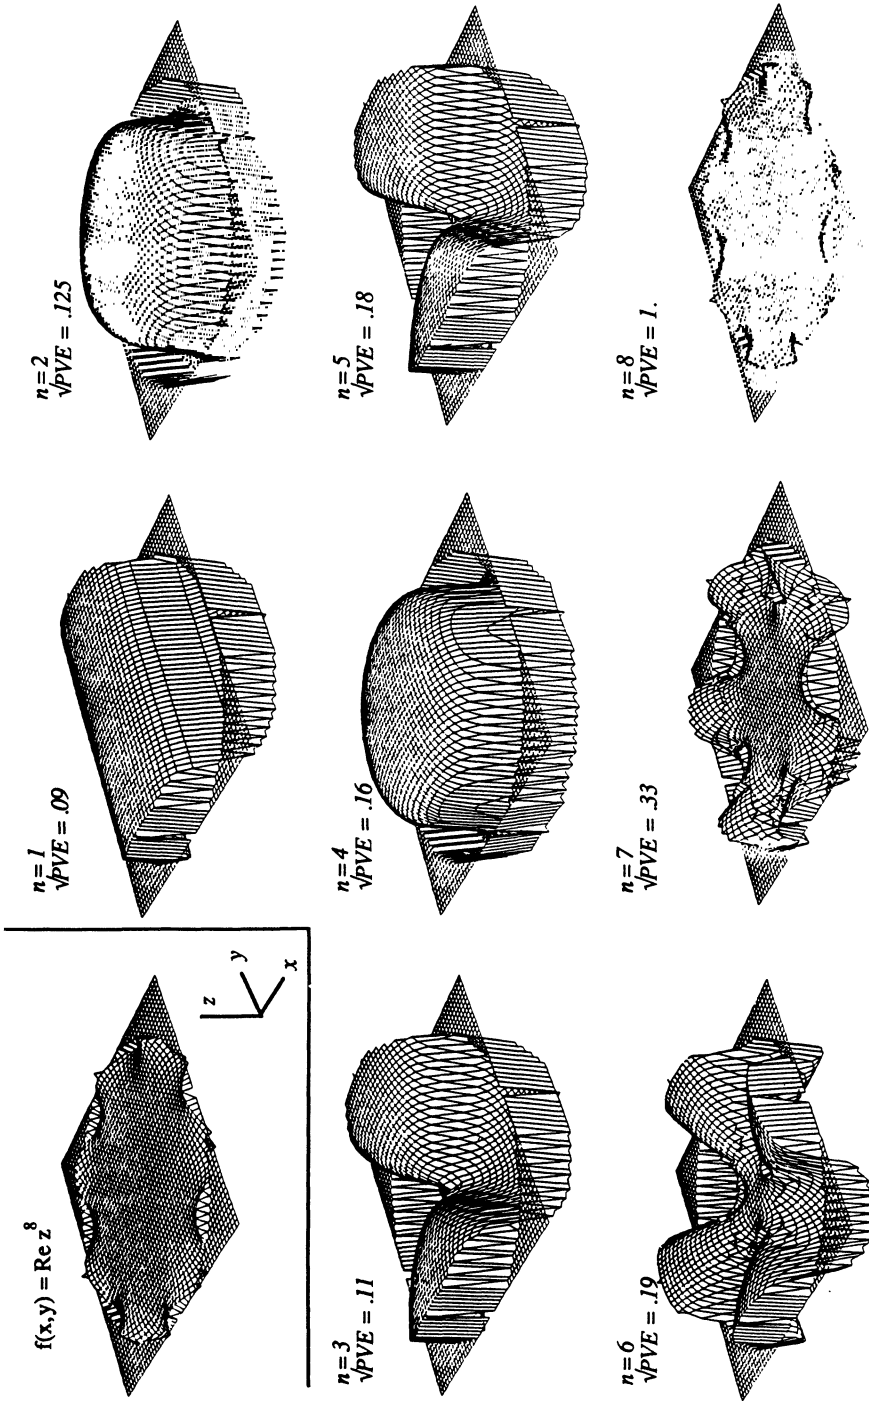 f(x,y) = Re z⁸
z
y
x
n = 1
√PVE = .09
n = 2
√PVE = .125
n = 3
√PVE = .11
n = 4
√PVE = .16
n = 5
√PVE = .18
n = 6
√PVE = .19
n = 7
√PVE = .33
n = 8
√PVE = 1.